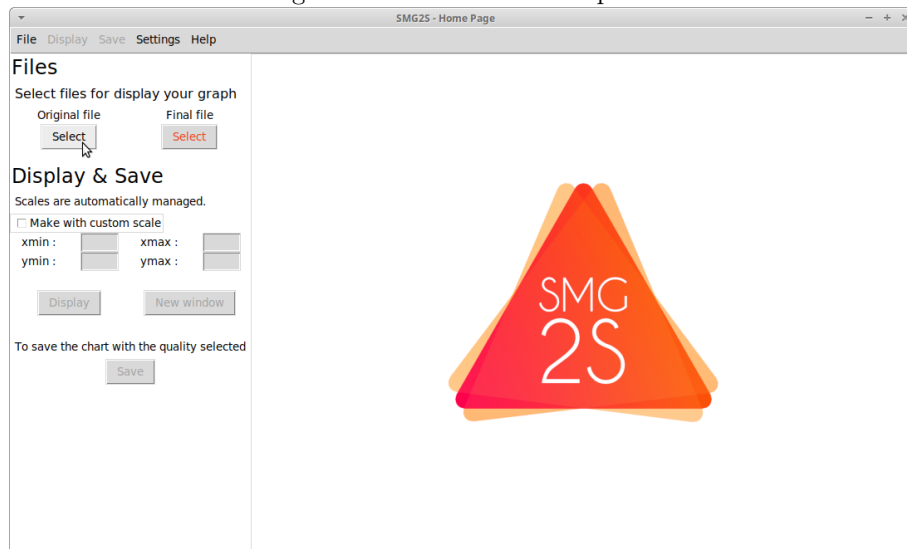 SMG2S - Home Page
File Display Save Settings Help
Files
Select files for display your graph
Original file Final file
Select Select
Display & Save
Scales are automatically managed.
Make with custom scale
xmin : xmax :
ymin : ymax :
Display New window
To save the chart with the quality selected
Save
SMG
2S